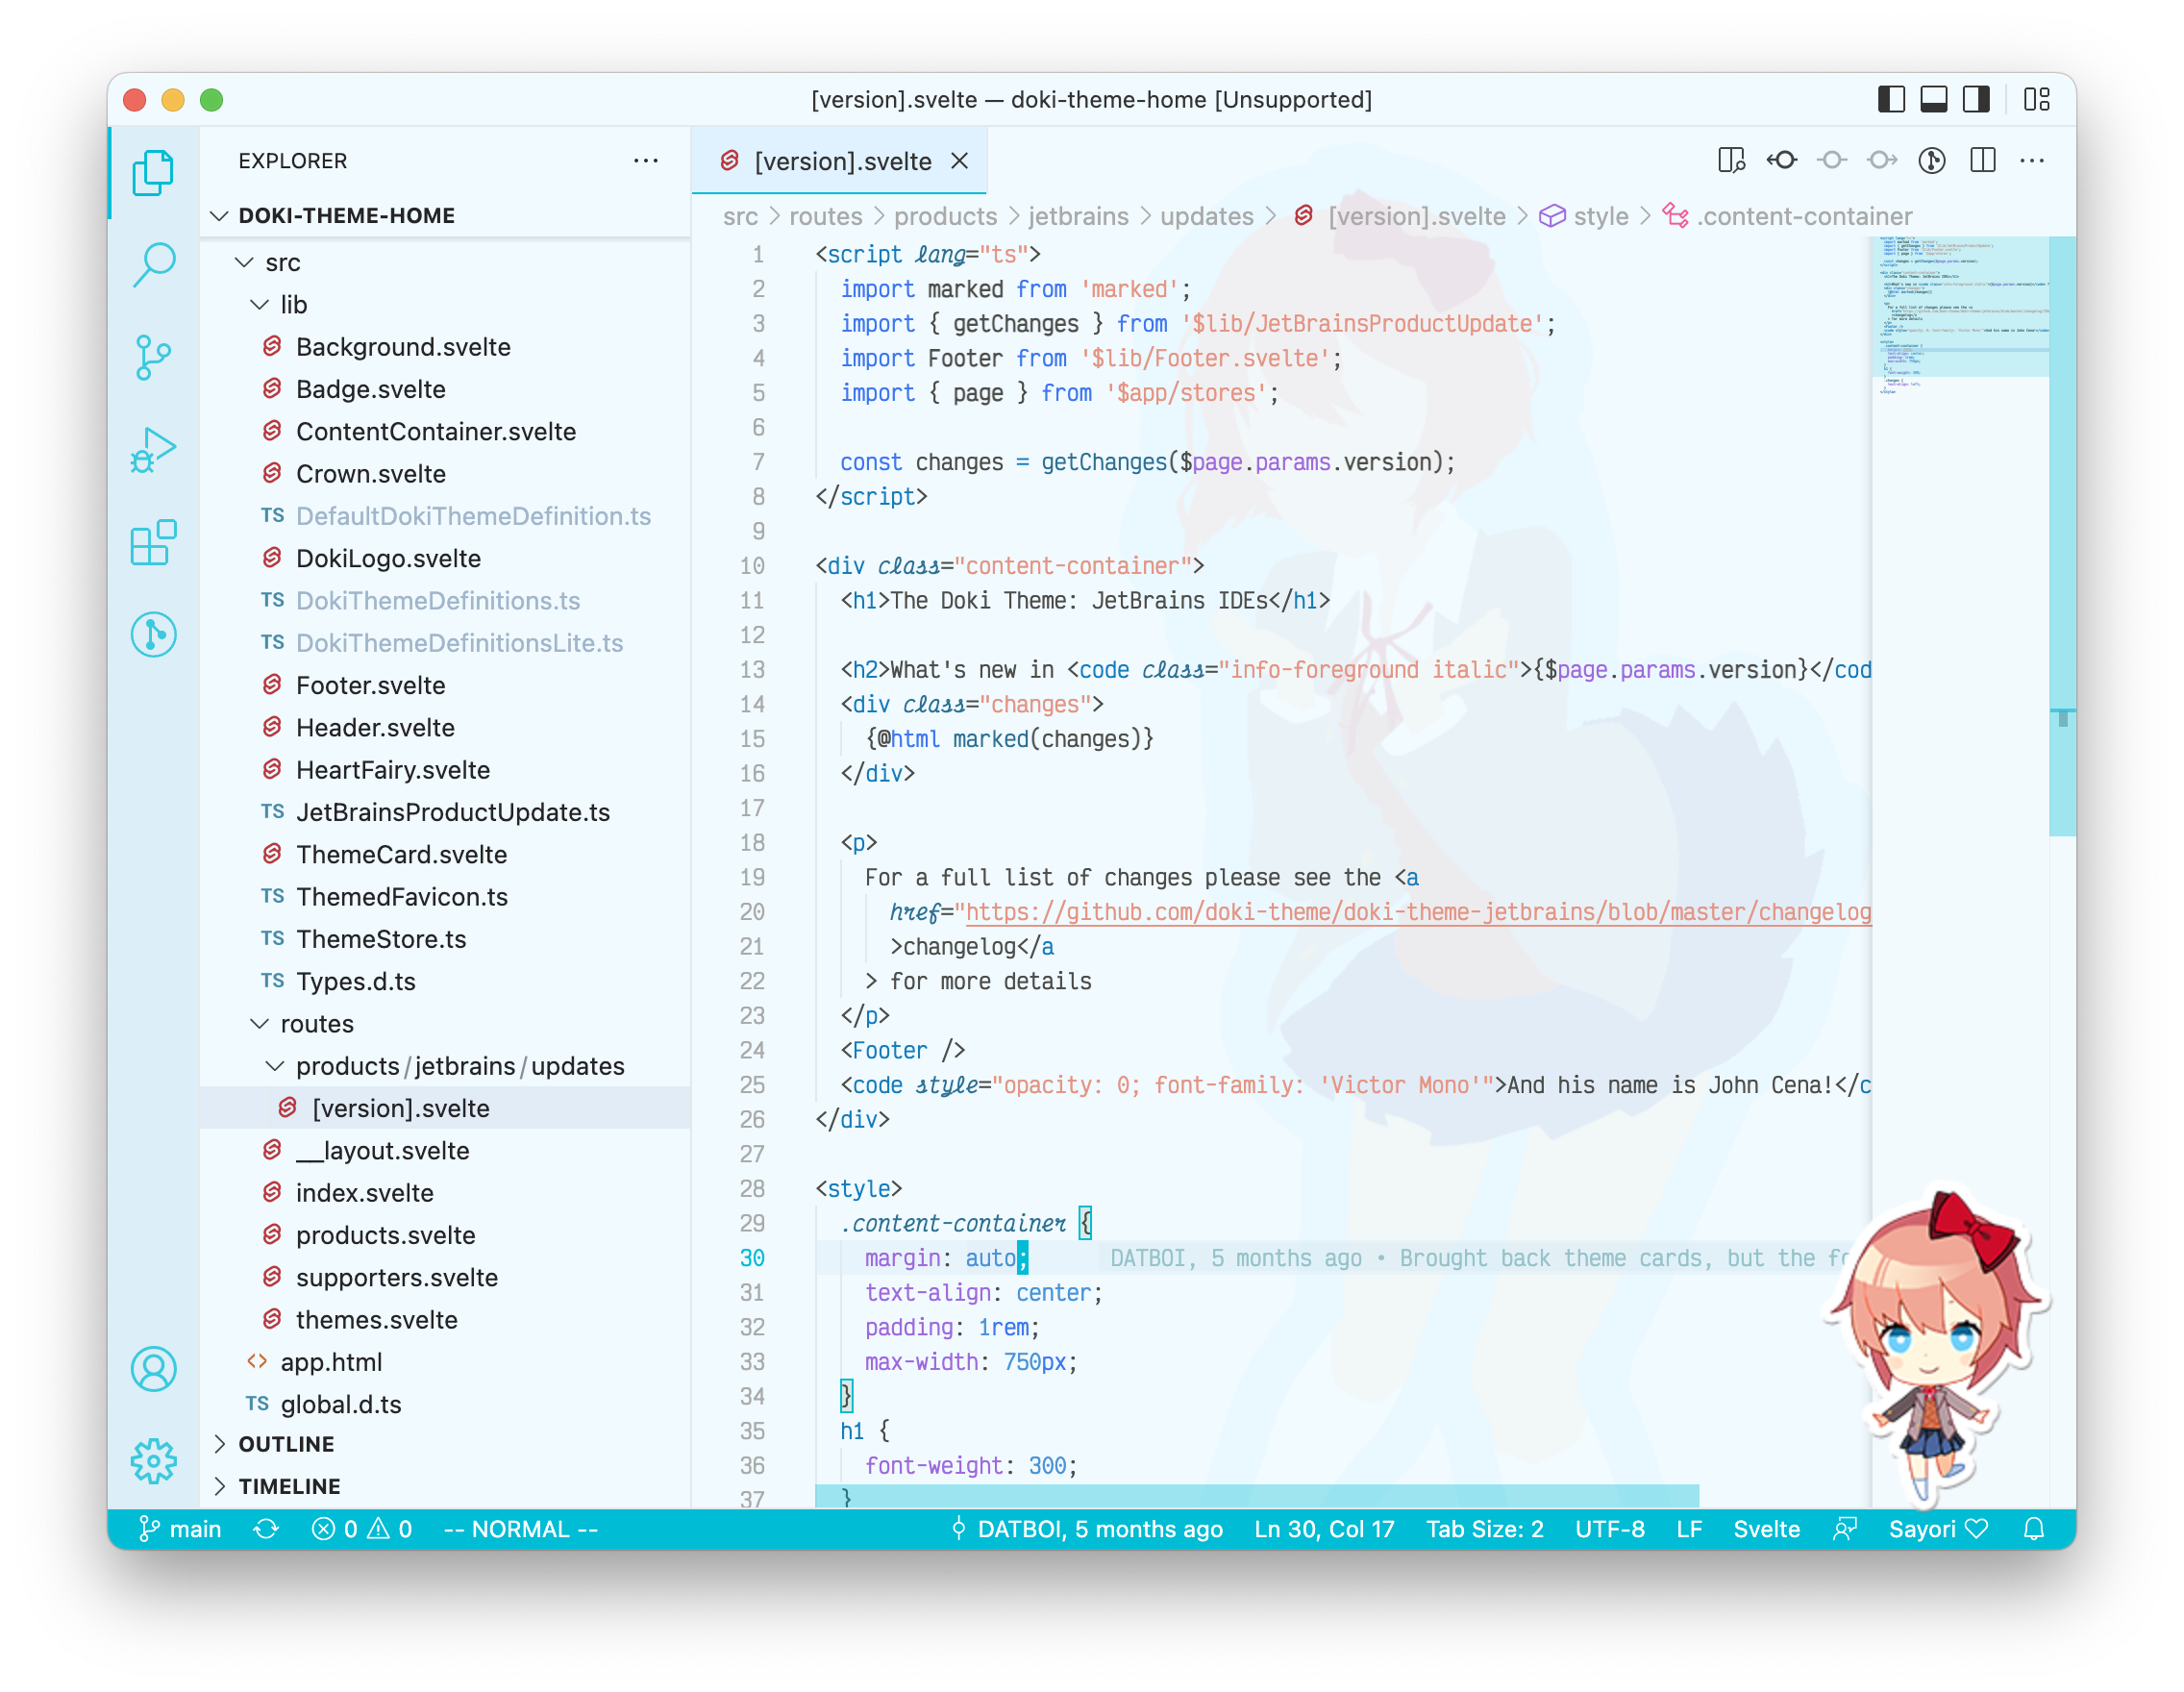 [version].svelte — doki-theme-home [Unsupported]
EXPLORER
DOKI-THEME-HOME
src
lib
Background.svelte
Badge.svelte
ContentContainer.svelte
Crown.svelte
TS DefaultDokiThemeDefinition.ts
DokiLogo.svelte
TS DokiThemeDefinitions.ts
TS DokiThemeDefinitionsLite.ts
Footer.svelte
Header.svelte
HeartFairy.svelte
TS JetBrainsProductUpdate.ts
ThemeCard.svelte
TS ThemedFavicon.ts
TS ThemeStore.ts
TS Types.d.ts
routes
products/jetbrains/updates
[version].svelte
__layout.svelte
index.svelte
products.svelte
supporters.svelte
themes.svelte
<> app.html
TS global.d.ts
OUTLINE
TIMELINE
[version].svelte
src > routes > products > jetbrains > updates > [version].svelte > style > .content-container
1 <script lang="ts">
2 import marked from 'marked';
3 import { getChanges } from '$lib/JetBrainsProductUpdate';
4 import Footer from '$lib/Footer.svelte';
5 import { page } from '$app/stores';
6
7 const changes = getChanges($page.params.version);
8 </script>
9
10 <div class="content-container">
11 <h1>The Doki Theme: JetBrains IDEs</h1>
12
13 <h2>What's new in <code class="info-foreground italic">{$page.params.version}</cod
14 <div class="changes">
15 {@html marked(changes)}
16 </div>
17
18 <p>
19 For a full list of changes please see the <a
20 href="https://github.com/doki-theme/doki-theme-jetbrains/blob/master/changelog
21 >changelog</a
22 > for more details
23 </p>
24 <Footer />
25 <code style="opacity: 0; font-family: 'Victor Mono'">And his name is John Cena!</c
26 </div>
27
28 <style>
29 .content-container {
30 margin: auto; DATBOI, 5 months ago • Brought back theme cards, but the fo
31 text-align: center;
32 padding: 1rem;
33 max-width: 750px;
34 }
35 h1 {
36 font-weight: 300;
37 }
main 0 0 -- NORMAL -- DATBOI, 5 months ago Ln 30, Col 17 Tab Size: 2 UTF-8 LF Svelte Sayori ♡